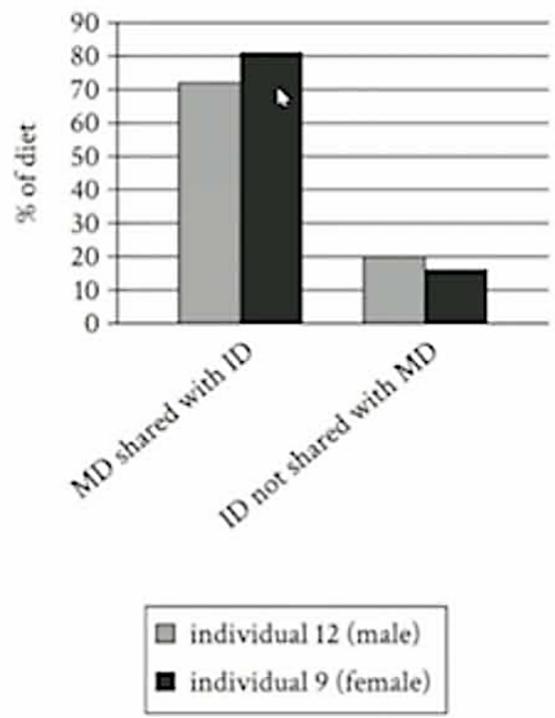 90
80
70
60
50
40
30
20
10
0
% of diet
MD shared with ID
ID not shared with MD
individual 12 (male)
individual 9 (female)